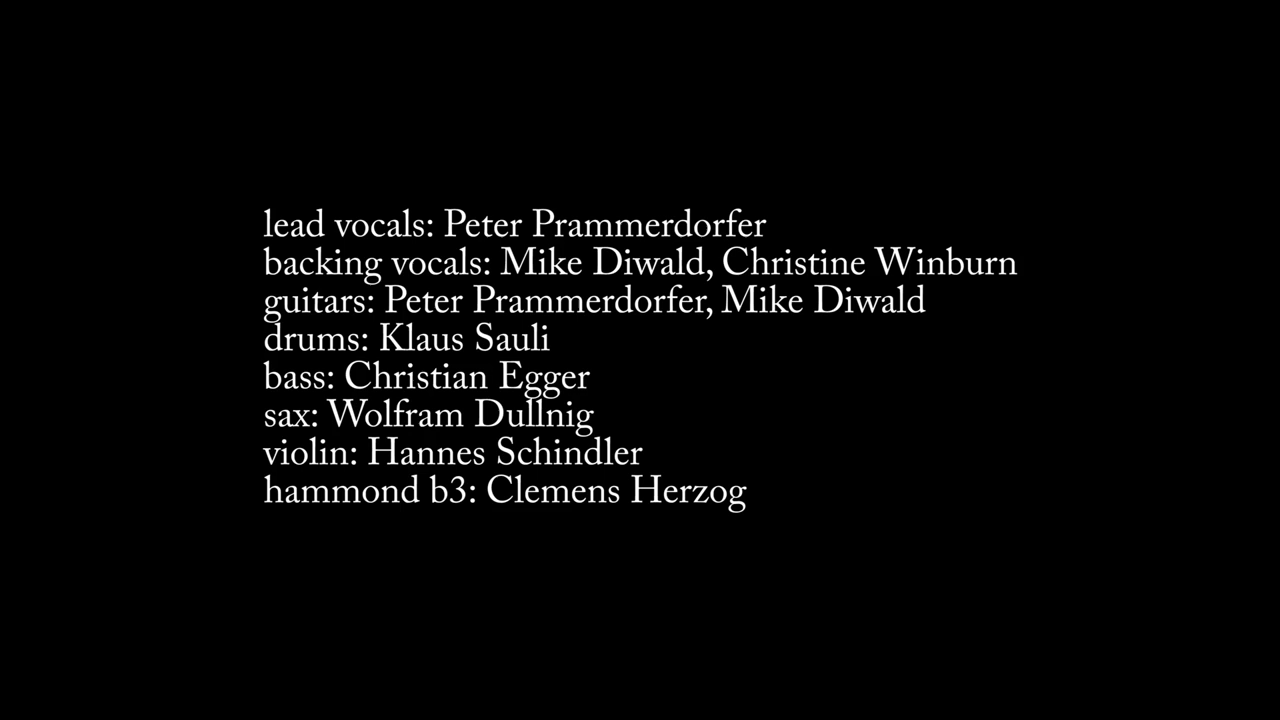 lead vocals: Peter Prammerdorfer
backing vocals: Mike Diwald, Christine Winburn
guitars: Peter Prammerdorfer, Mike Diwald
drums: Klaus Sauli
bass: Christian Egger
sax: Wolfram Dullnig
violin: Hannes Schindler
hammond b3: Clemens Herzog